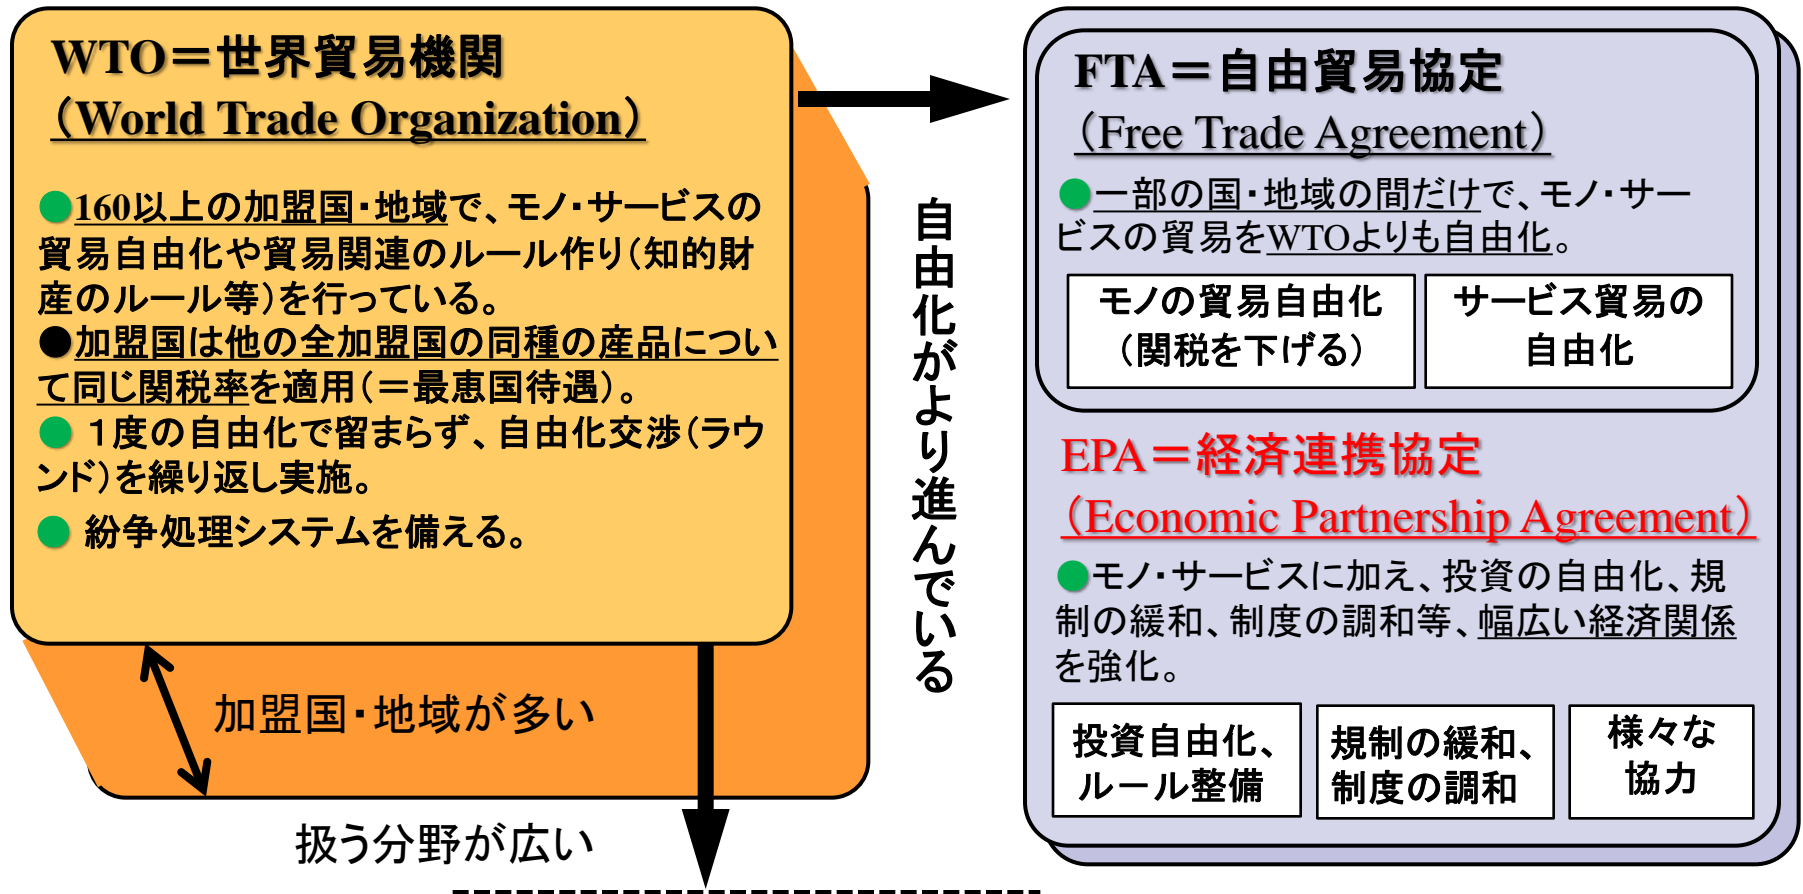 WTO＝世界貿易機関
（World Trade Organization）
●160以上の加盟国・地域で、モノ・サービスの
貿易自由化や貿易関連のルール作り（知的財
産のルール等）を行っている。
●加盟国は他の全加盟国の同種の産品につい
て同じ関税率を適用（＝最恵国待遇）。
● １度の自由化で留まらず、自由化交渉（ラウ
ンド）を繰り返し実施。
● 紛争処理システムを備える。
加盟国・地域が多い
扱う分野が広い
自由化がより進んでいる
FTA＝自由貿易協定
（Free Trade Agreement）
●一部の国・地域の間だけで、モノ・サー
ビスの貿易をWTOよりも自由化。
モノの貿易自由化
（関税を下げる）
サービス貿易の
自由化
EPA＝経済連携協定
（Economic Partnership Agreement）
●モノ・サービスに加え、投資の自由化、規
制の緩和、制度の調和等、幅広い経済関係
を強化。
投資自由化、
ルール整備
規制の緩和、
制度の調和
様々な
協力